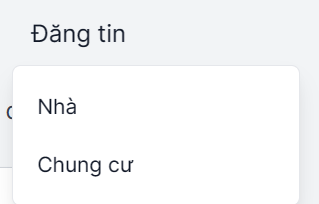 Đăng tin
Nhà
Chung cư